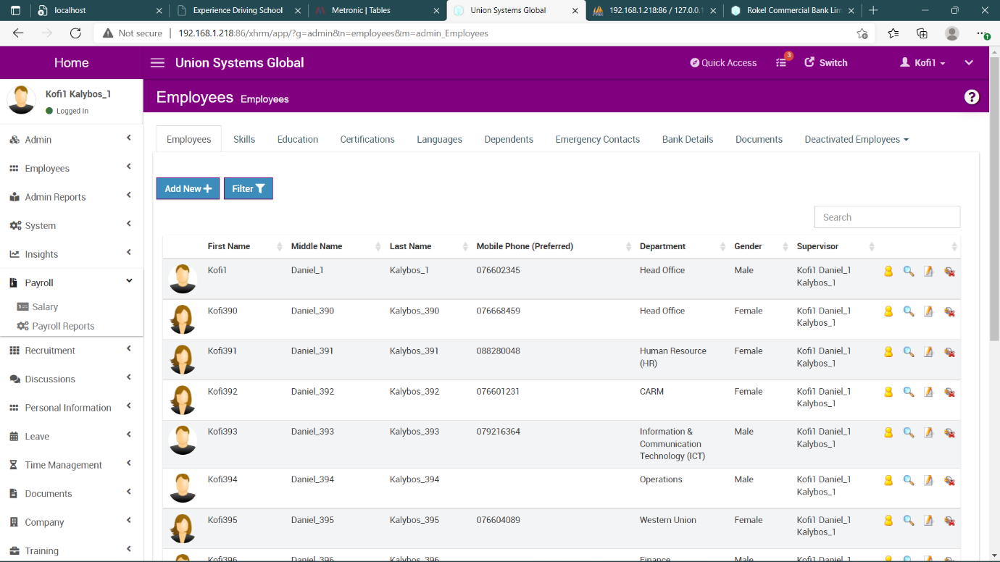 localhost
Experience Driving School
Metronic | Tables
Union Systems Global
192.168.1.218:86 / 127.0.0.1
Rokel Commercial Bank Lim
Not secure
192.168.1.218:86/xhrm/app/?g=admin&n=employees&m=admin_Employees
Home
Union Systems Global
Quick Access
3
Switch
Kofi1
Kofi1 Kalybos_1
Logged In
Employees Employees
?
Admin
Employees
Admin Reports
System
Insights
Payroll
Salary
Payroll Reports
Recruitment
Discussions
Personal Information
Leave
Time Management
Documents
Company
Training
Employees Skills Education Certifications Languages Dependents Emergency Contacts Bank Details Documents Deactivated Employees
Add New Filter
Search
First Name Middle Name Last Name Mobile Phone (Preferred) Department Gender Supervisor
Kofi1 Daniel_1 Kalybos_1 076602345 Head Office Male Kofi1 Daniel_1
Kalybos_1
Kofi390 Daniel_390 Kalybos_390 076668459 Head Office Female Kofi1 Daniel_1
Kalybos_1
Kofi391 Daniel_391 Kalybos_391 088280048 Human Resource Female Kofi1 Daniel_1
(HR) Kalybos_1
Kofi392 Daniel_392 Kalybos_392 076601231 CARM Female Kofi1 Daniel_1
Kalybos_1
Kofi393 Daniel_393 Kalybos_393 079216364 Information & Male Kofi1 Daniel_1
Communication Kalybos_1
Technology (ICT)
Kofi394 Daniel_394 Kalybos_394 Operations Male Kofi1 Daniel_1
Kalybos_1
Kofi395 Daniel_395 Kalybos_395 076604089 Western Union Female Kofi1 Daniel_1
Kalybos_1
Kofi396 Daniel_396 Kalybos_396 Finance Male Kofi1 Daniel_1